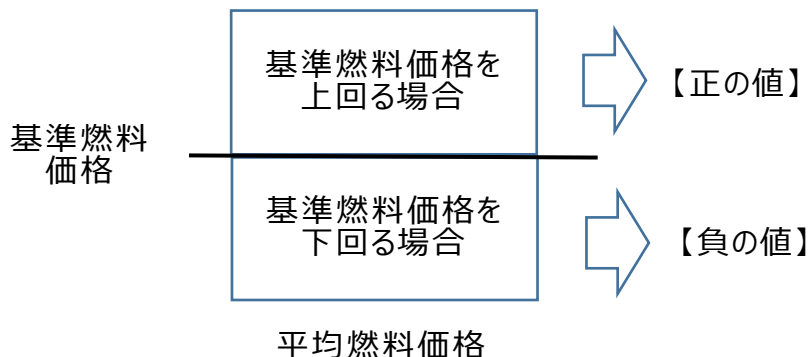 基準燃料価格を
上回る場合
【正の値】
基準燃料
価格
基準燃料価格を
下回る場合
【負の値】
平均燃料価格